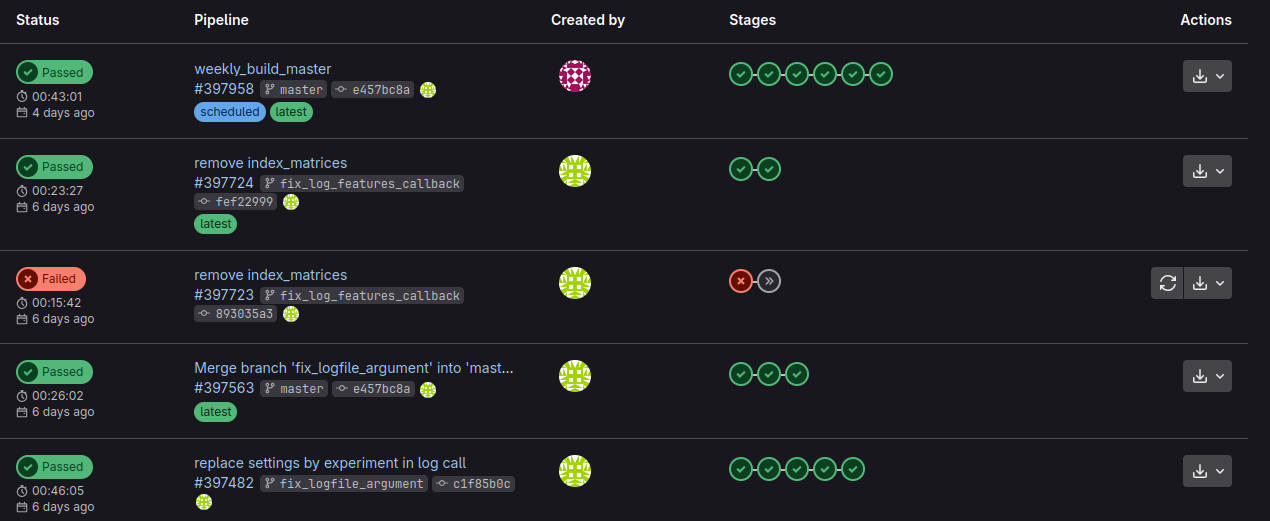 Status Pipeline Created by Stages Actions
Passed
00:43:01
4 days ago
weekly_build_master
#397958 master e457bc8a
scheduled latest
Passed
00:23:27
6 days ago
remove index_matrices
#397724 fix_log_features_callback
fef22999
latest
Failed
00:15:42
6 days ago
remove index_matrices
#397723 fix_log_features_callback
893035a3
Passed
00:26:02
6 days ago
Merge branch 'fix_logfile_argument' into 'mast...
#397563 master e457bc8a
latest
Passed
00:46:05
6 days ago
replace settings by experiment in log call
#397482 fix_logfile_argument c1f85b0c